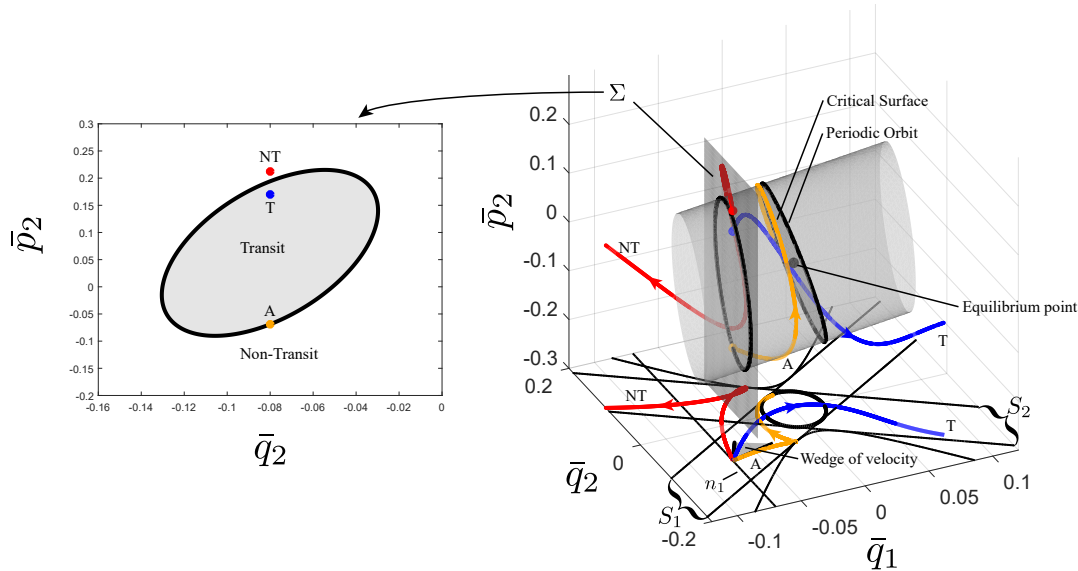 0.3
0.25
0.2
0.15
0.1
0.05
0
-0.05
-0.1
-0.15
-0.2
-0.16 -0.14 -0.12 -0.1 -0.08 -0.06 -0.04 -0.02 0
p̄₂
q̄₂
NT
T
Transit
A
Non-Transit
Σ
Critical Surface
Periodic Orbit
Equilibrium point
NT
A
T
NT
T
A
Wedge of velocity
n₁
S₁
S₂
p̄₂
0.2
0.1
0
-0.1
-0.2
-0.3
0.2
0
-0.2
q̄₂
-0.1
-0.05
0
0.05
0.1
q̄₁